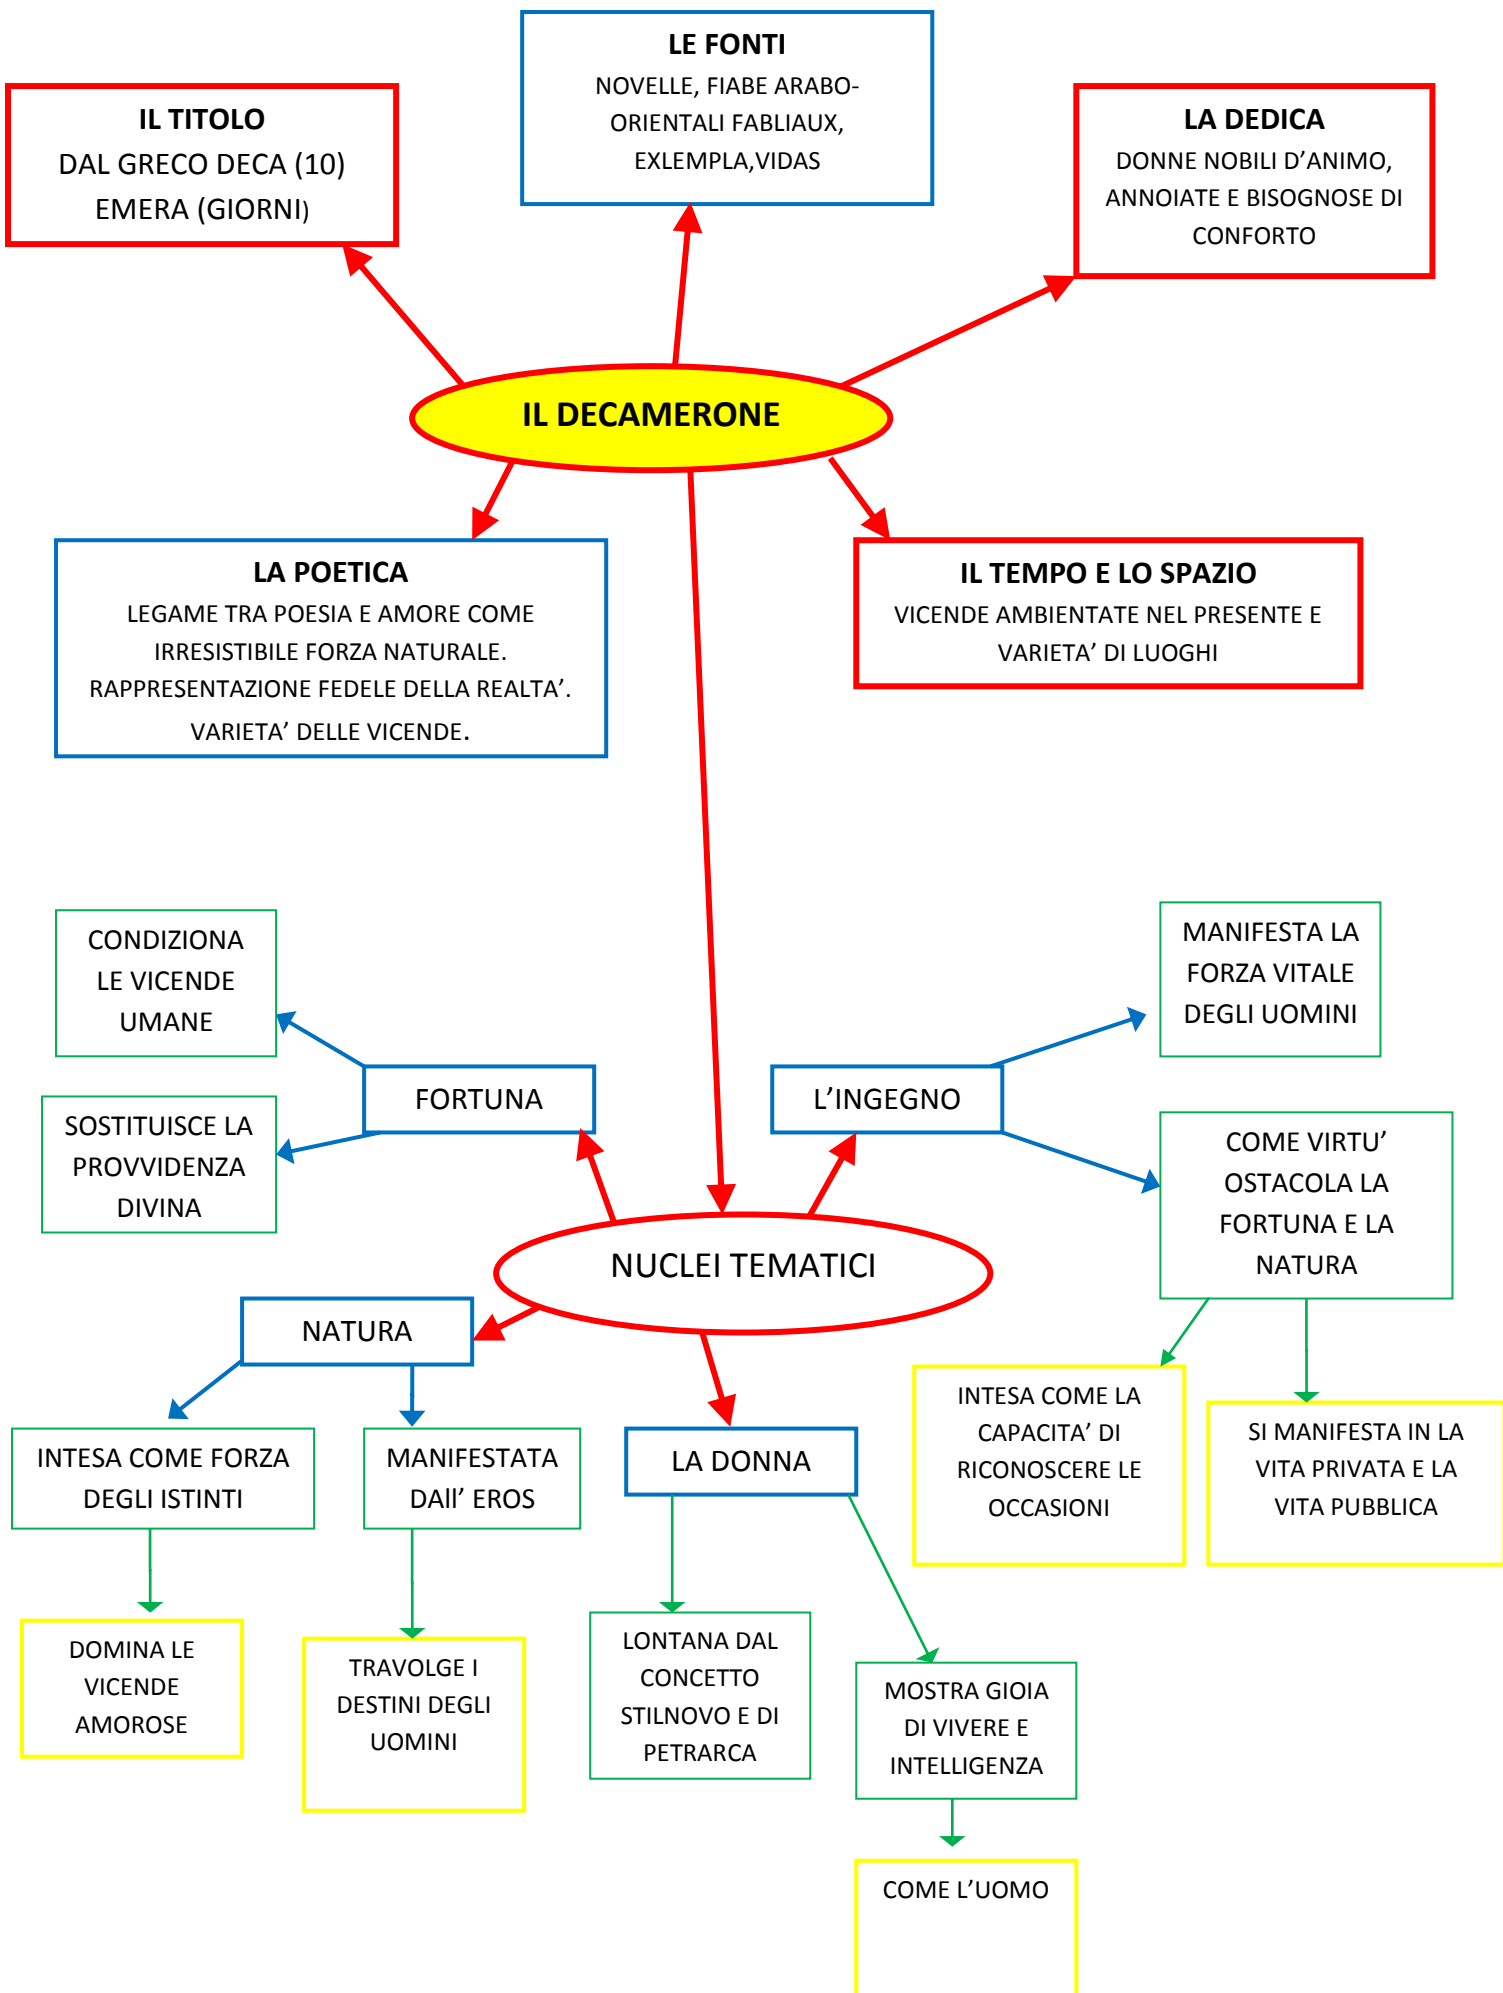 LE FONTI
NOVELLE, FIABE ARABO-
ORIENTALI FABLIAUX,
EXLEMPLA,VIDAS
IL TITOLO
DAL GRECO DECA (10)
EMERA (GIORNI)
LA DEDICA
DONNE NOBILI D’ANIMO,
ANNOIATE E BISOGNOSE DI
CONFORTO
IL DECAMERONE
LA POETICA
LEGAME TRA POESIA E AMORE COME
IRRESISTIBILE FORZA NATURALE.
RAPPRESENTAZIONE FEDELE DELLA REALTA’.
VARIETA’ DELLE VICENDE.
IL TEMPO E LO SPAZIO
VICENDE AMBIENTATE NEL PRESENTE E
VARIETA’ DI LUOGHI
CONDIZIONA
LE VICENDE
UMANE
MANIFESTA LA
FORZA VITALE
DEGLI UOMINI
FORTUNA
L’INGEGNO
SOSTITUISCE LA
PROVVIDENZA
DIVINA
COME VIRTU’
OSTACOLA LA
FORTUNA E LA
NATURA
NUCLEI TEMATICI
NATURA
INTESA COME LA
CAPACITA’ DI
RICONOSCERE LE
OCCASIONI
SI MANIFESTA IN LA
VITA PRIVATA E LA
VITA PUBBLICA
INTESA COME FORZA
DEGLI ISTINTI
MANIFESTATA
DAll’ EROS
LA DONNA
DOMINA LE
VICENDE
AMOROSE
TRAVOLGE I
DESTINI DEGLI
UOMINI
LONTANA DAL
CONCETTO
STILNOVO E DI
PETRARCA
MOSTRA GIOIA
DI VIVERE E
INTELLIGENZA
COME L’UOMO